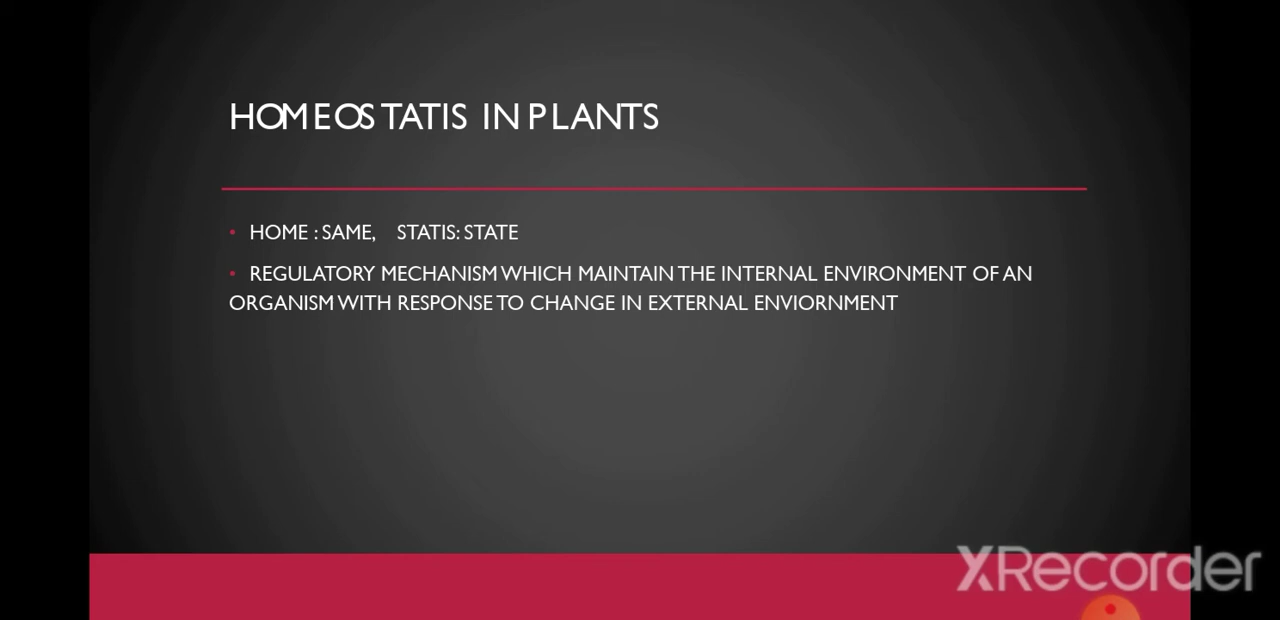 HOMEOSTATIS IN PLANTS
• HOME : SAME, STATIS: STATE
• REGULATORY MECHANISM WHICH MAINTAIN THE INTERNAL ENVIRONMENT OF AN
ORGANISM WITH RESPONSE TO CHANGE IN EXTERNAL ENVIORNMENT
XRecorder